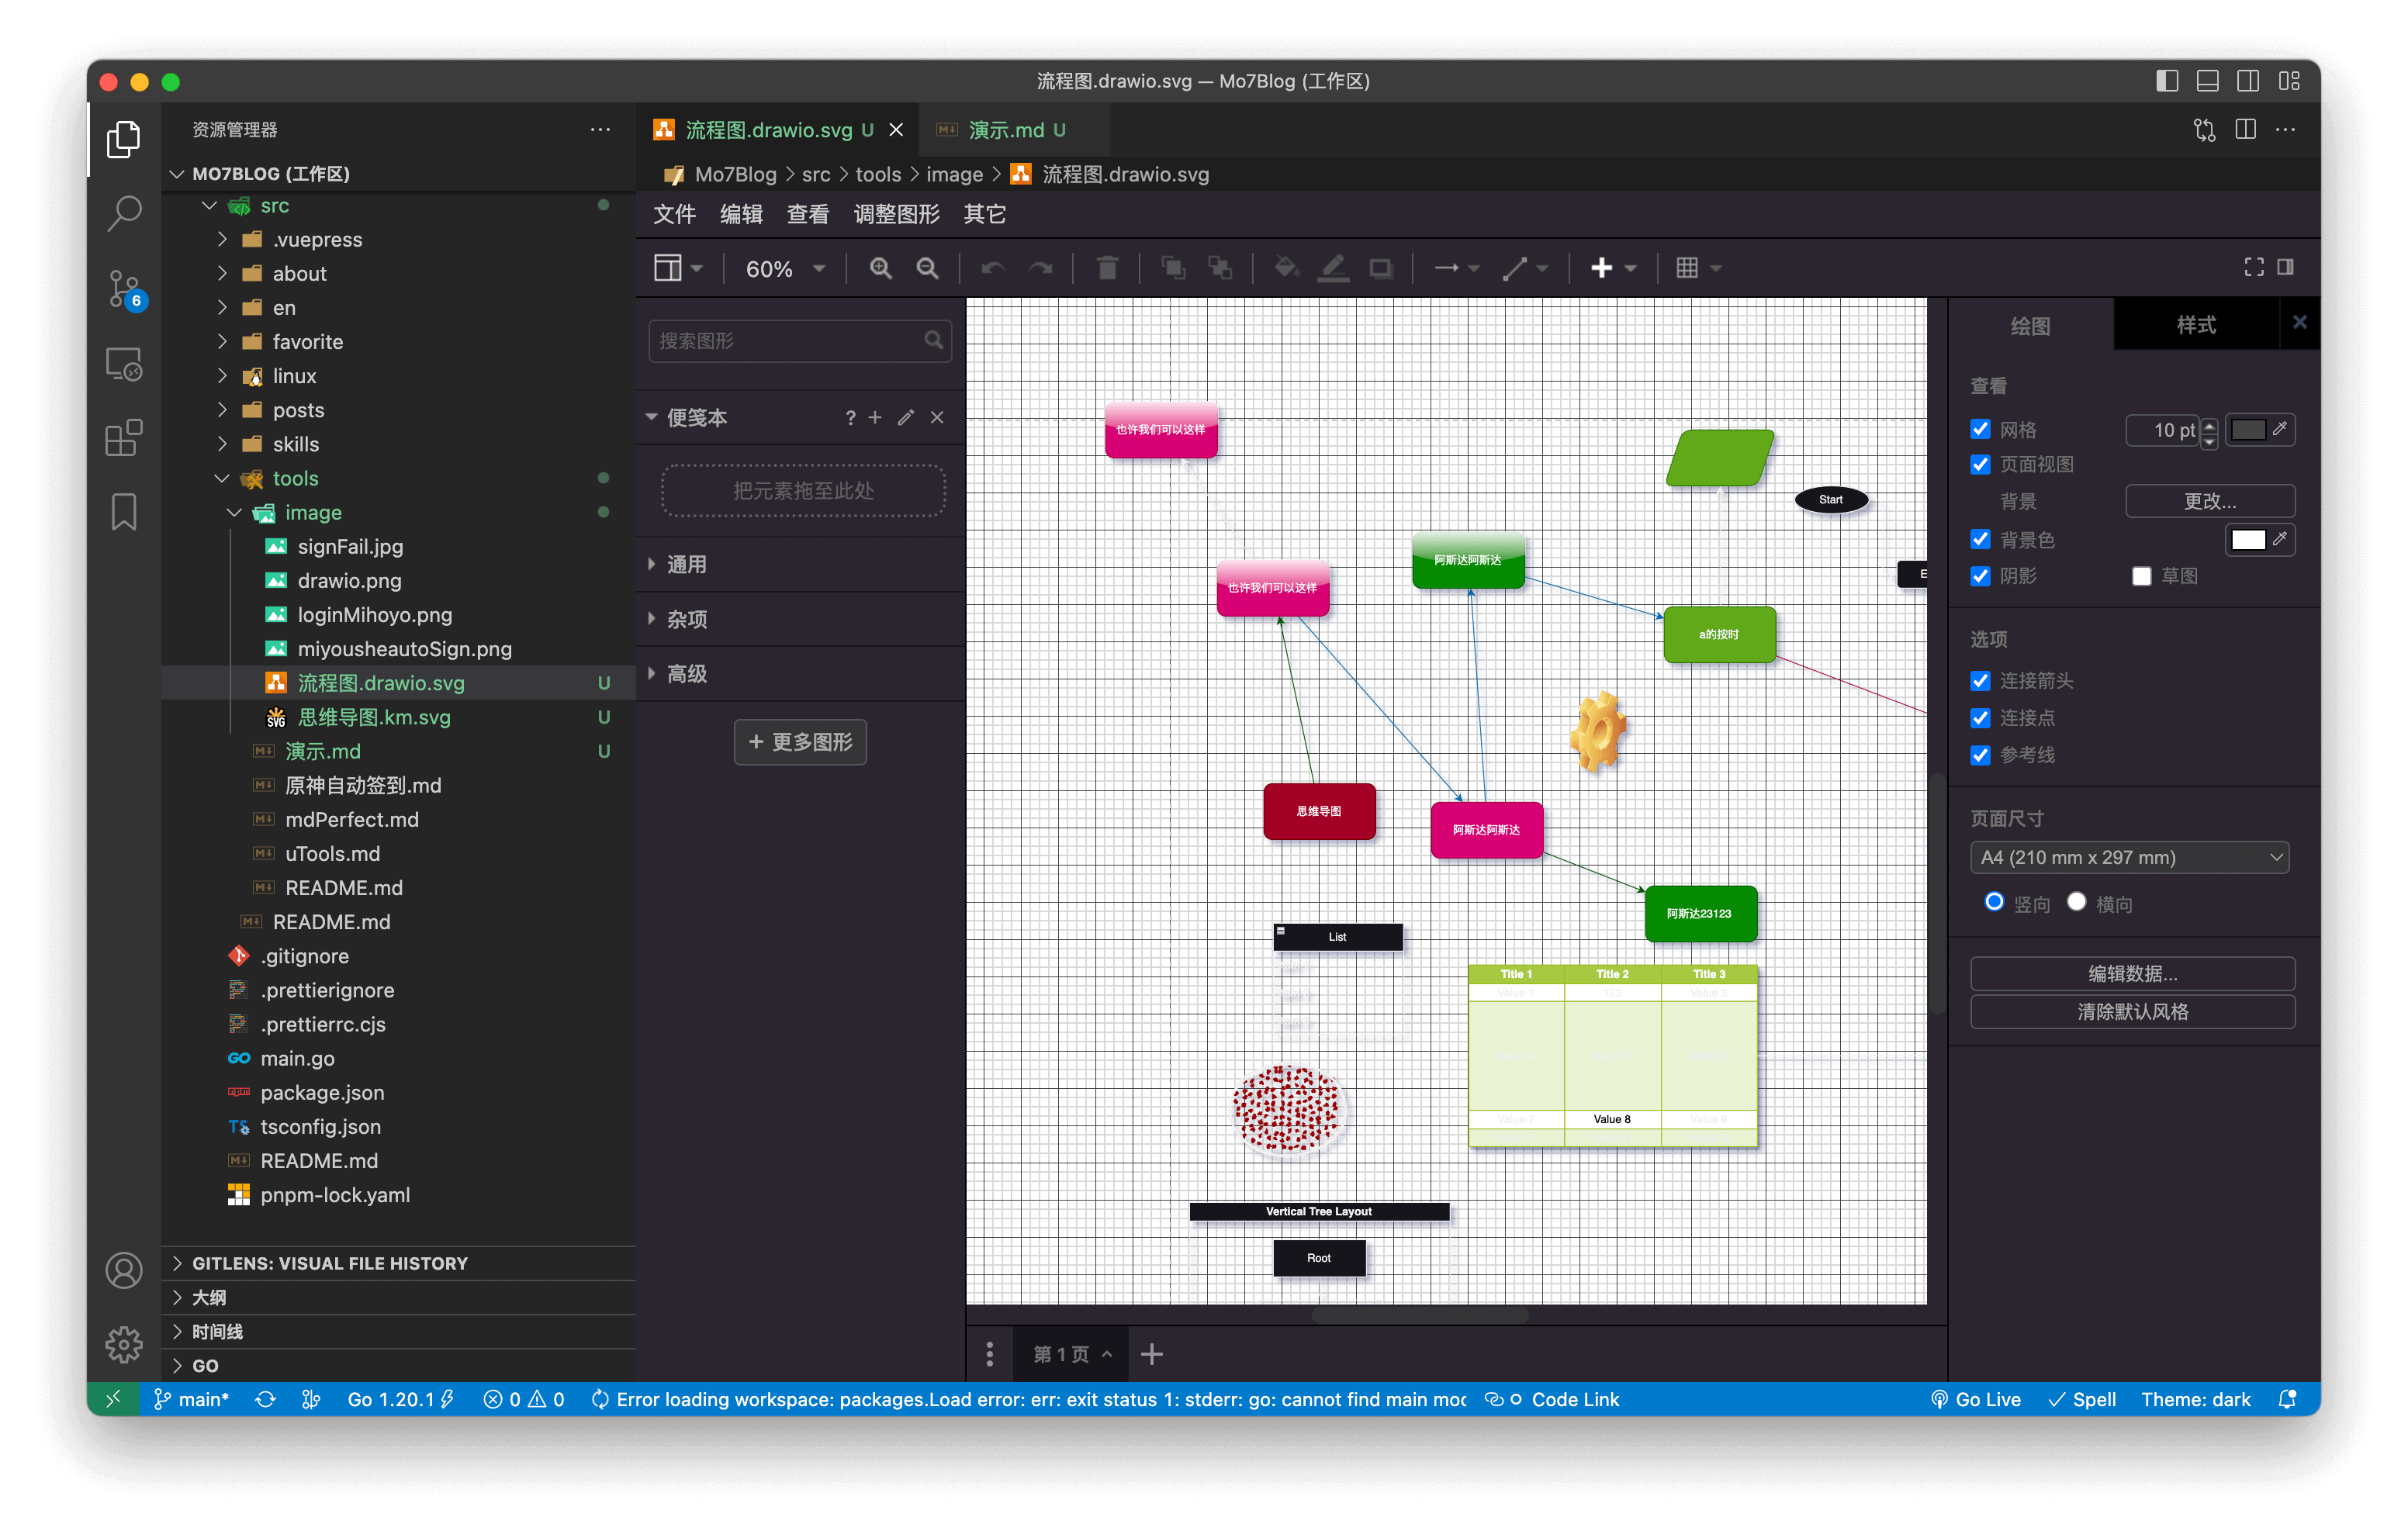 流程图.drawio.svg — Mo7Blog (工作区)
资源管理器
MO7BLOG (工作区)
src
.vuepress
about
en
favorite
linux
posts
skills
tools
image
signFail.jpg
drawio.png
loginMihoyo.png
miyousheautoSign.png
流程图.drawio.svg U
思维导图.km.svg U
演示.md U
原神自动签到.md
mdPerfect.md
uTools.md
README.md
README.md
.gitignore
.prettierignore
.prettierrc.cjs
main.go
package.json
tsconfig.json
README.md
pnpm-lock.yaml
GITLENS: VISUAL FILE HISTORY
大纲
时间线
GO
6
流程图.drawio.svg U
演示.md U
Mo7Blog > src > tools > image > 流程图.drawio.svg
文件 编辑 查看 调整图形 其它
60%
搜索图形
便笺本 ?
把元素拖至此处
通用
杂项
高级
+ 更多图形
也许我们可以这样
Start
阿斯达阿斯达
也许我们可以这样
E
a的按时
思维导图
阿斯达阿斯达
阿斯达23123
List
Title 1 Title 2 Title 3
Value 1 123 Value 3
Value 7 Value 8 Value 9
Vertical Tree Layout
Root
第 1 页
绘图 样式
查看
网格 10 pt
页面视图
背景 更改...
背景色
阴影 草图
选项
连接箭头
连接点
参考线
页面尺寸
A4 (210 mm x 297 mm)
竖向 横向
编辑数据...
清除默认风格
main* Go 1.20.1 0 0 Error loading workspace: packages.Load error: err: exit status 1: stderr: go: cannot find main moc Code Link Go Live Spell Theme: dark